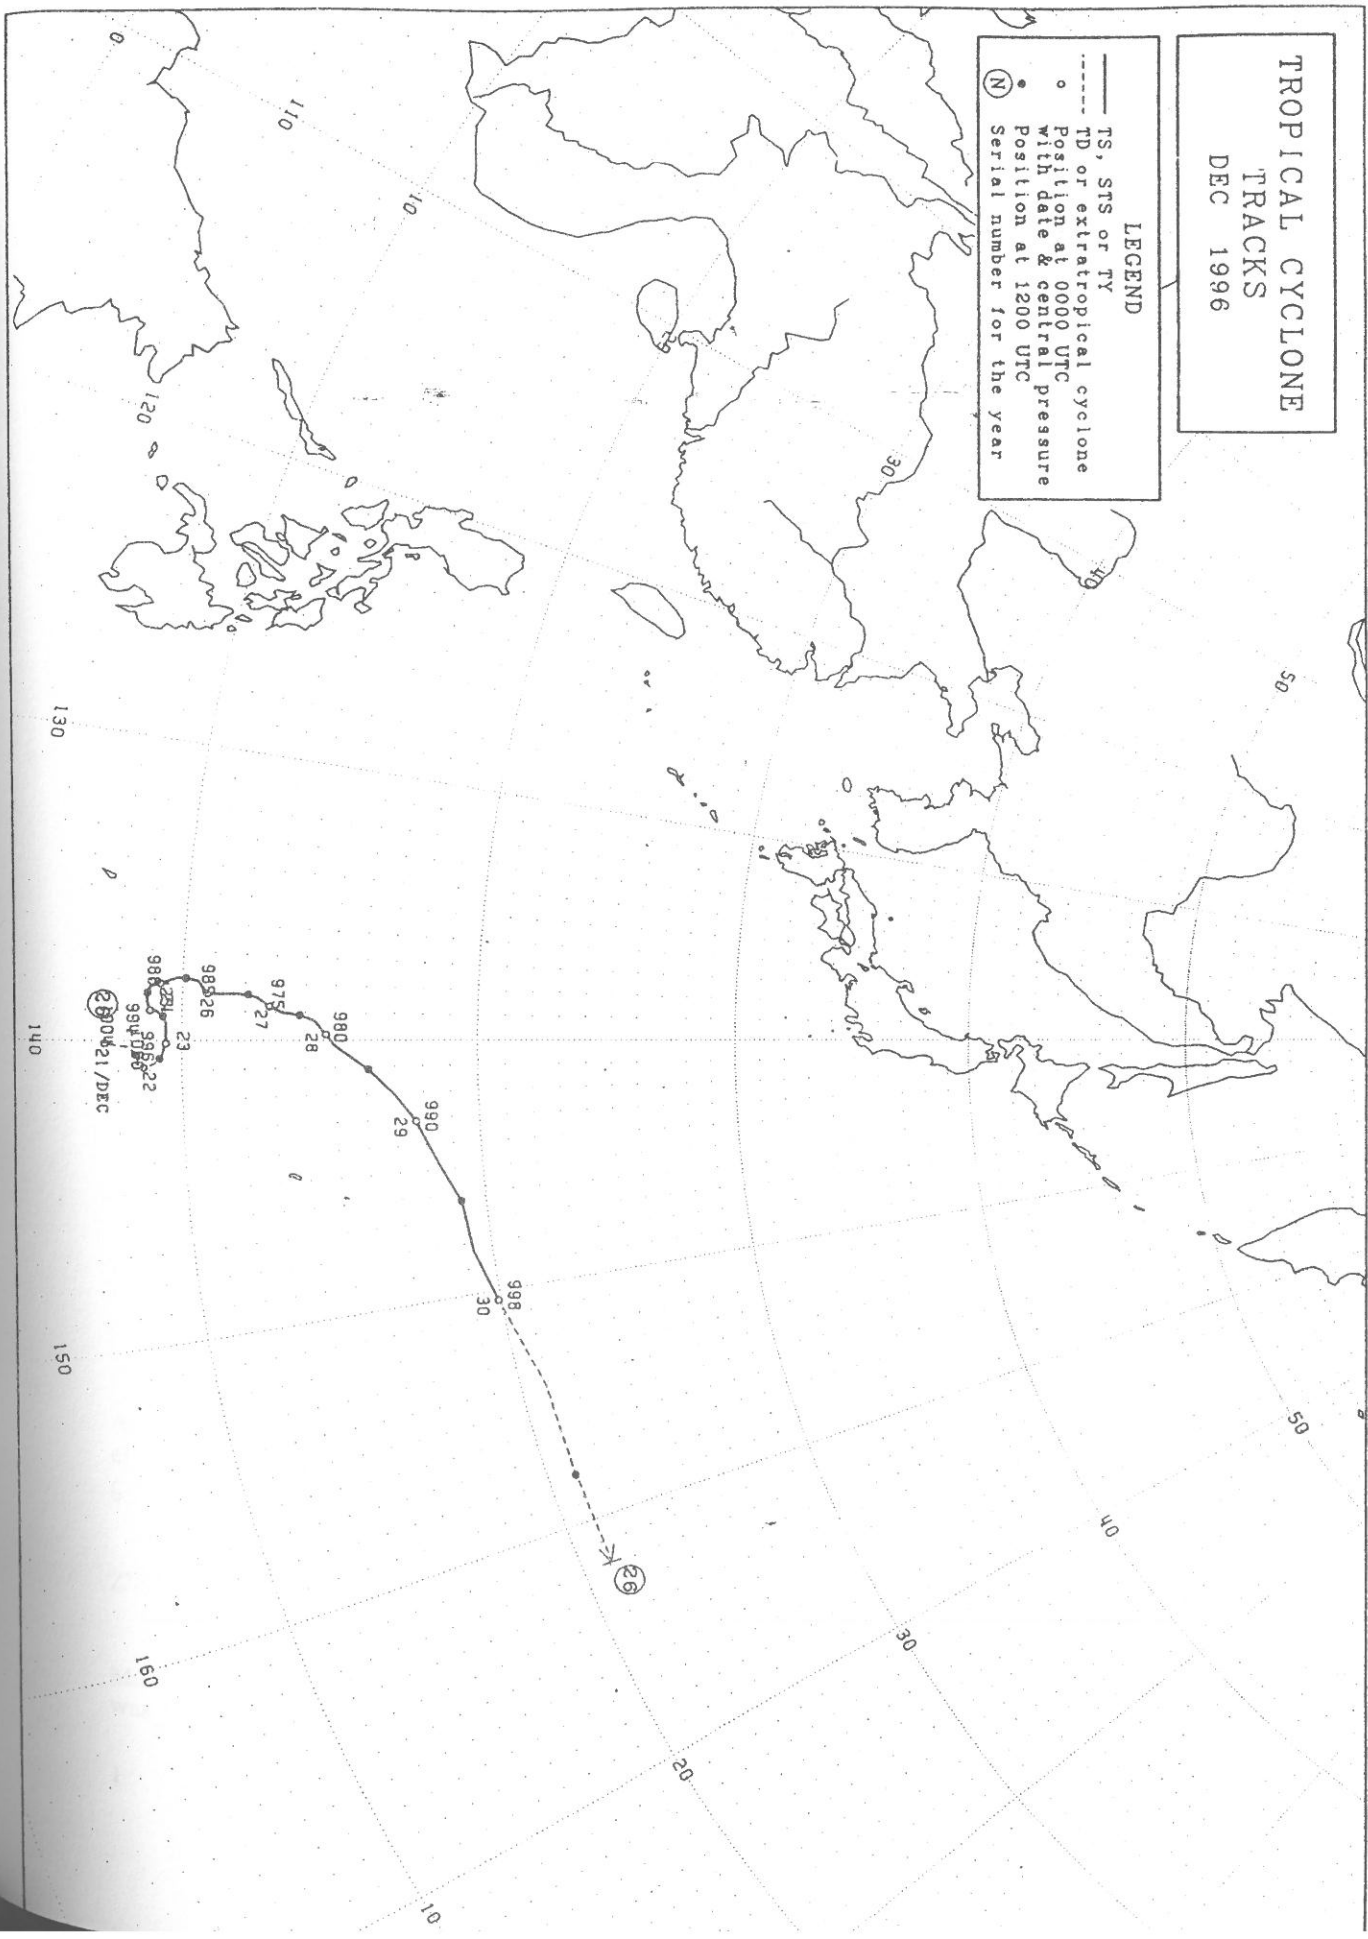 TROPICAL CYCLONE
TRACKS
DEC 1996
LEGEND
TS, STS or TY
TD or extratropical cyclone
Position at 0000 UTC
with date & central pressure
Position at 1200 UTC
N Serial number for the year
0
110
10
120
30
40
50
130
140
150
160
50
40
30
20
10
988
985
26
975
27
980
28
990
29
998
30
26
23
22
996
994
21/DEC